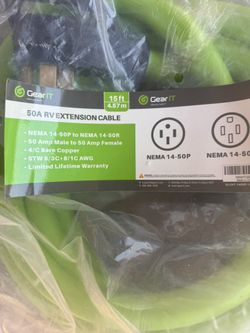 GearIT
15ft
4.57m
50A RV EXTENSION CABLE
• NEMA 14-50P to NEMA 14-50R
• 50 Amp Male to 50 Amp Female
• 4/C Bare Copper
• STW 6/3C+8/1C AWG
• Limited Lifetime Warranty
GearIT
NEMA 14-50P
NEMA 14-50